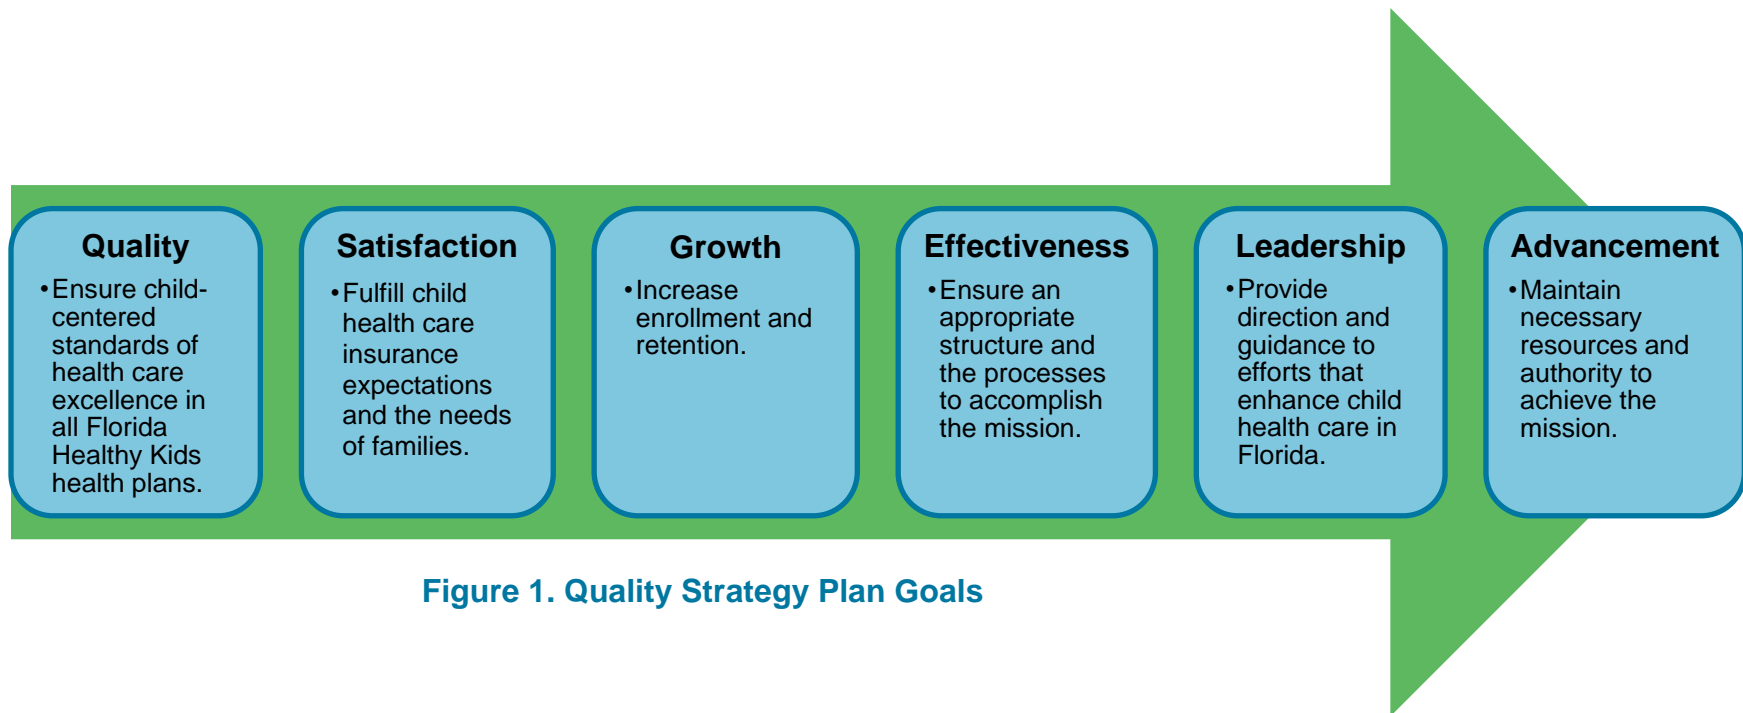 Quality
•Ensure child-
centered
standards of
health care
excellence in
all Florida
Healthy Kids
health plans.
Satisfaction
•Fulfill child
health care
insurance
expectations
and the needs
of families.
Growth
•Increase
enrollment and
retention.
Effectiveness
•Ensure an
appropriate
structure and
the processes
to accomplish
the mission.
Leadership
•Provide
direction and
guidance to
efforts that
enhance child
health care in
Florida.
Advancement
•Maintain
necessary
resources and
authority to
achieve the
mission.
Figure 1. Quality Strategy Plan Goals